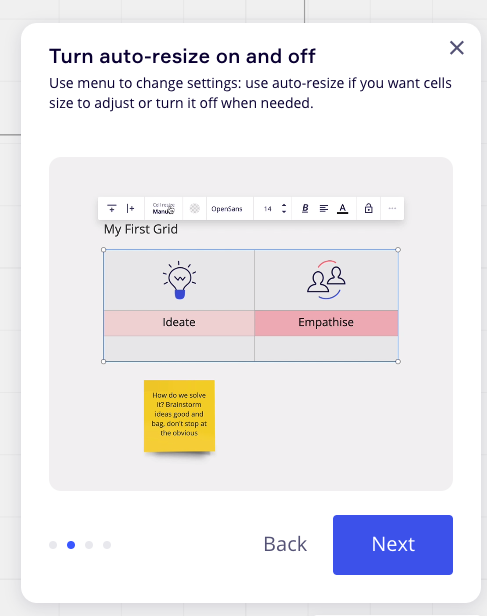 Turn auto-resize on and off
Use menu to change settings: use auto-resize if you want cells
size to adjust or turn it off when needed.
Cell resize
Manu
OpenSans
14
B
A
My First Grid
Ideate
Empathise
How do we solve
it? Brainstorm
ideas good and
bag, don't stop at
the obvious
Back
Next